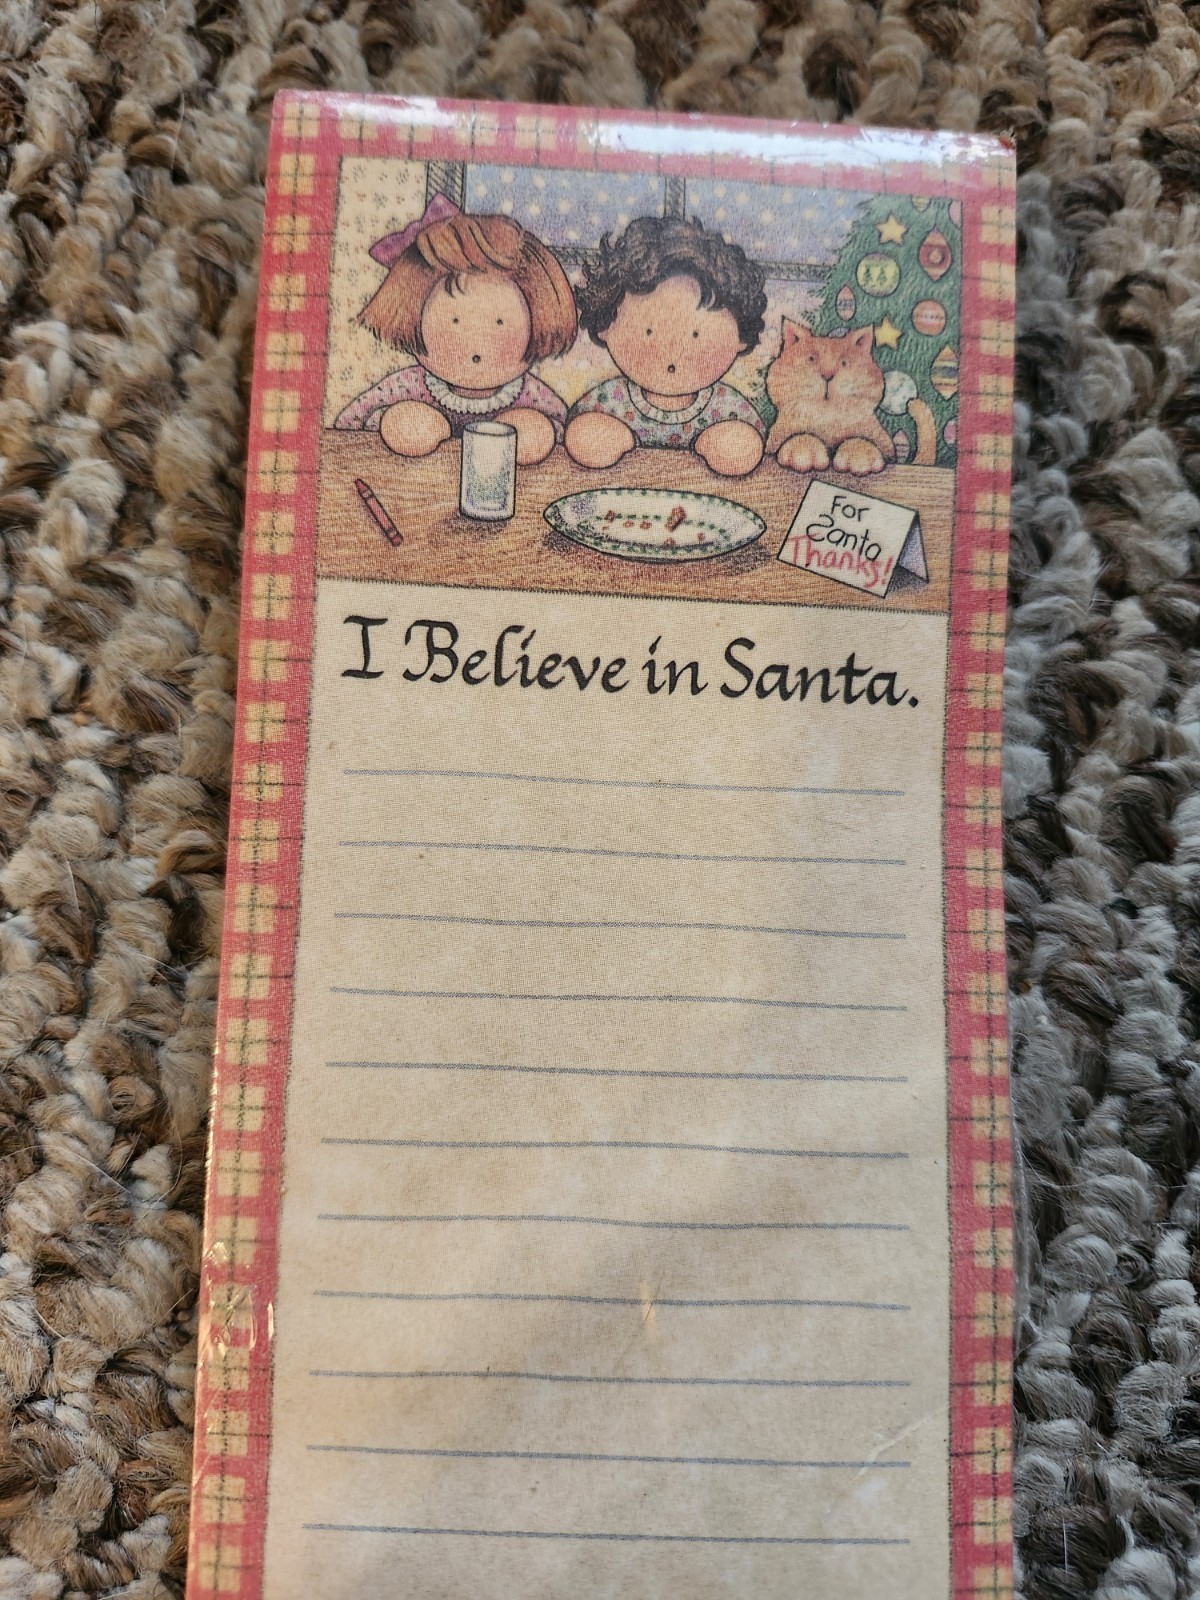 For
Santa
Thanks!
I Believe in Santa.